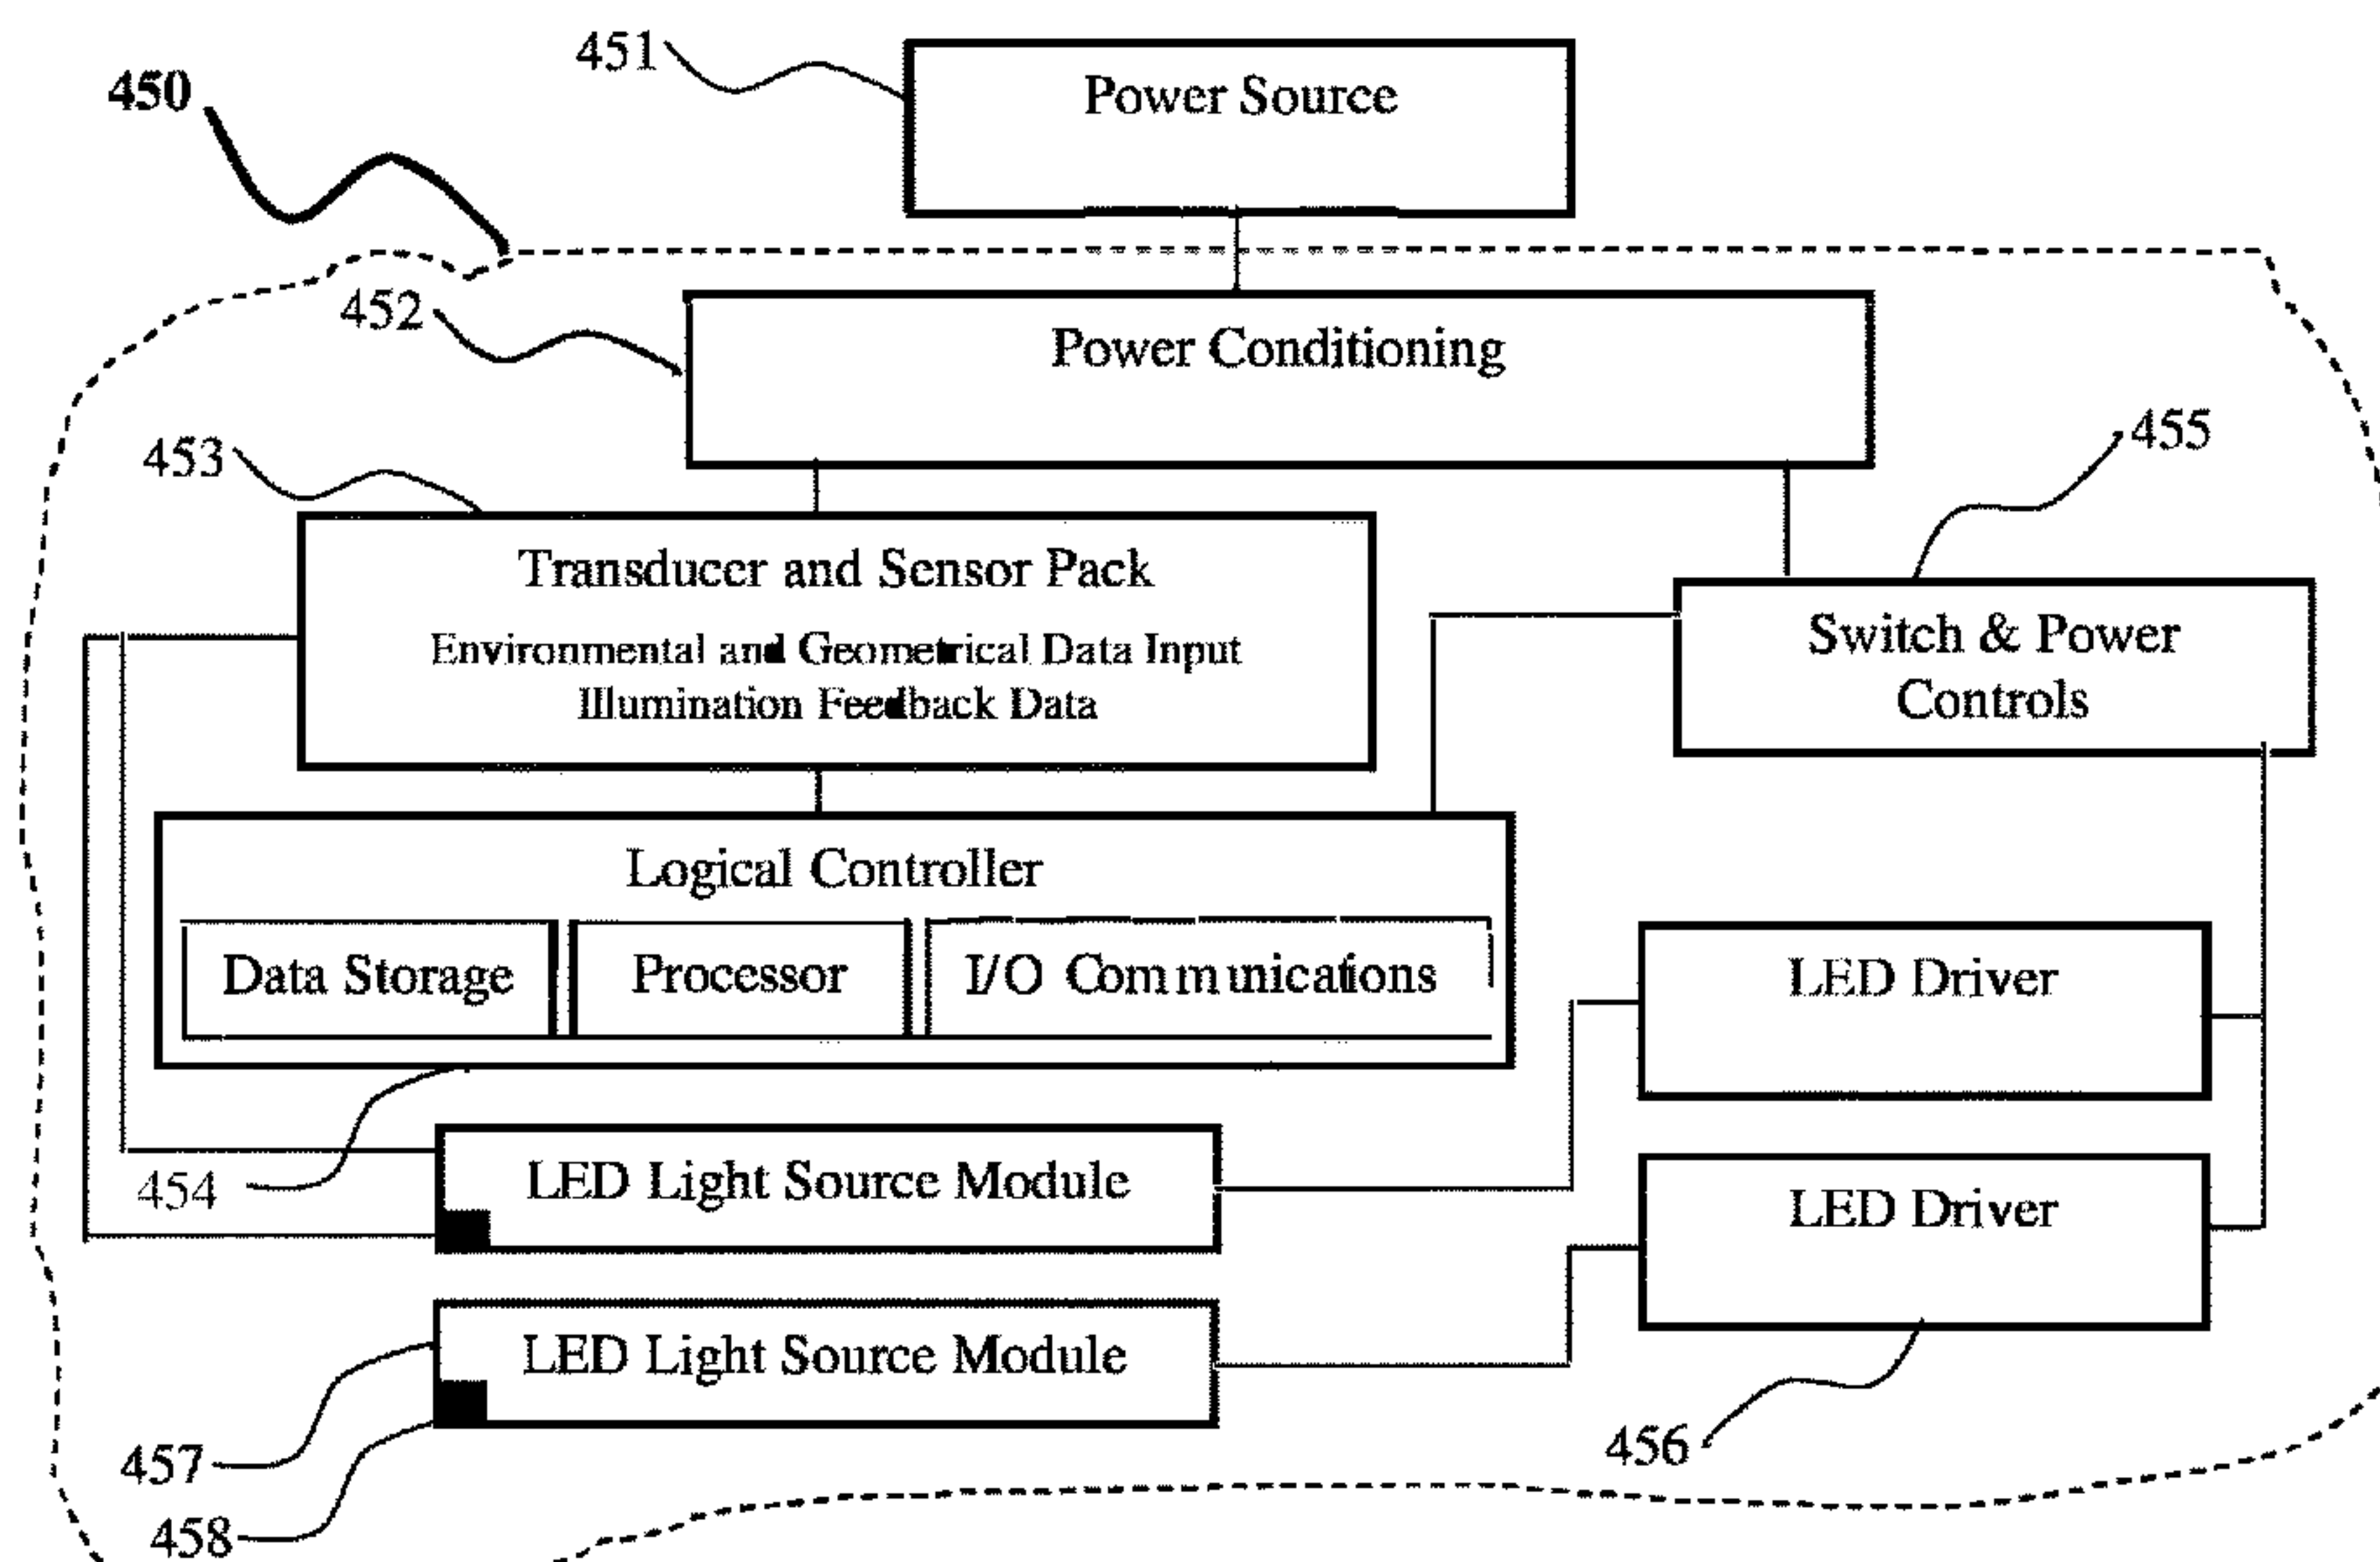 451
Power Source
450
452
Power Conditioning
455
453
Transducer and Sensor Pack
Environmental and Geometrical Data Input
Illumination Feedback Data
Switch & Power
Controls
Logical Controller
Data Storage
Processor
I/O Communications
LED Driver
454
LED Light Source Module
LED Driver
LED Light Source Module
457
456
458